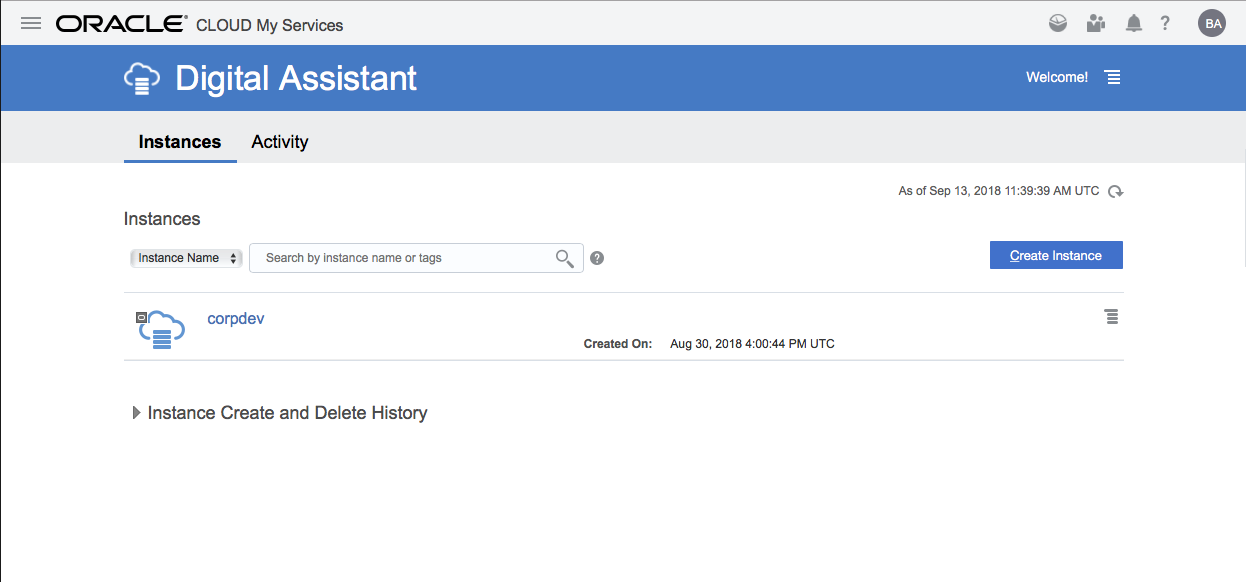 ORACLE CLOUD My Services
?
BA
Digital Assistant
Welcome!
Instances
Activity
As of Sep 13, 2018 11:39:39 AM UTC
Instances
Instance Name
Search by instance name or tags
?
Create Instance
corpdev
Created On: Aug 30, 2018 4:00:44 PM UTC
Instance Create and Delete History